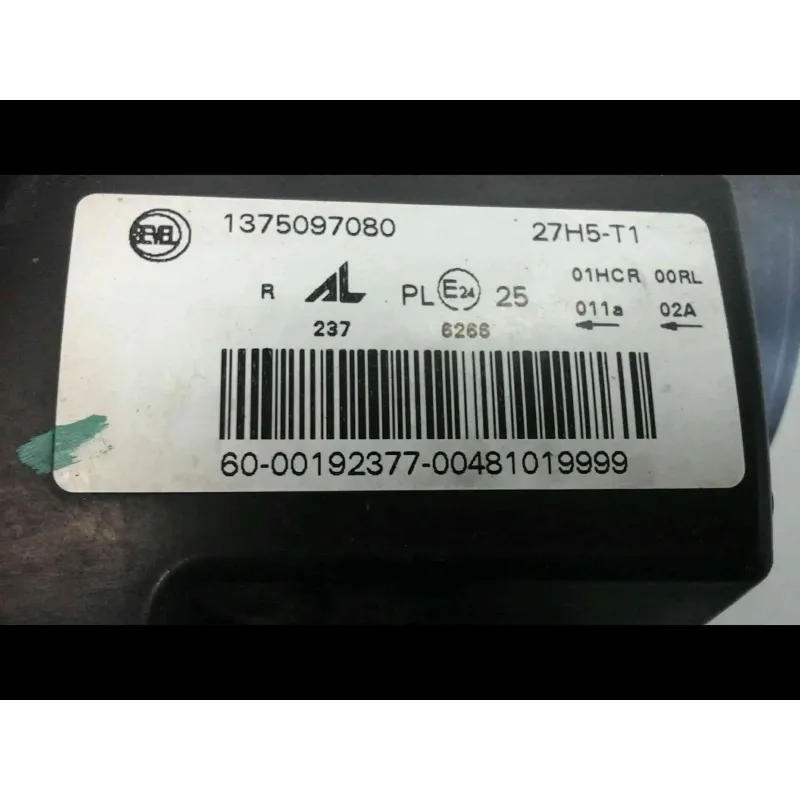 SEVEL 1375097080 27H5-T1
R AL PL E24 25 01HCR 00RL
237 6266 011a 02A
60-00192377-00481019999